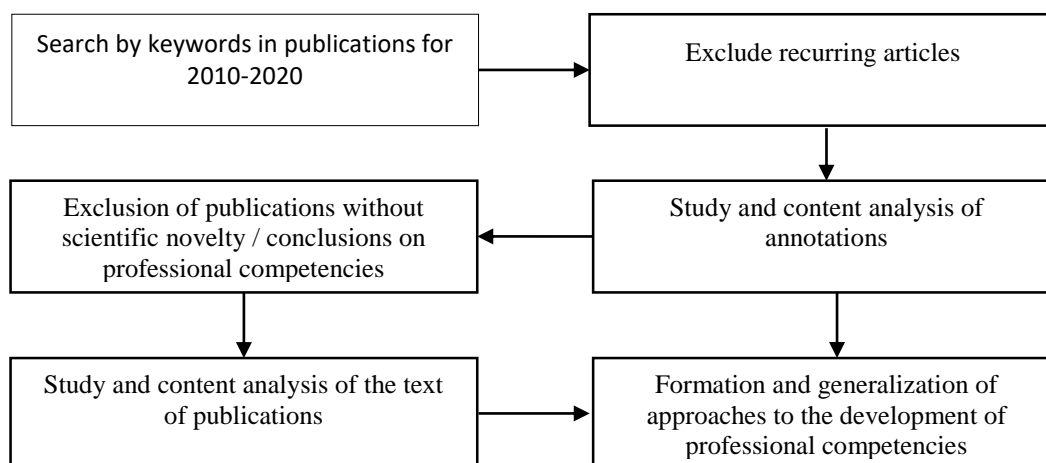 Search by keywords in publications for
2010-2020
Exclude recurring articles
Exclusion of publications without
scientific novelty / conclusions on
professional competencies
Study and content analysis of
annotations
Study and content analysis of the text
of publications
Formation and generalization of
approaches to the development of
professional competencies